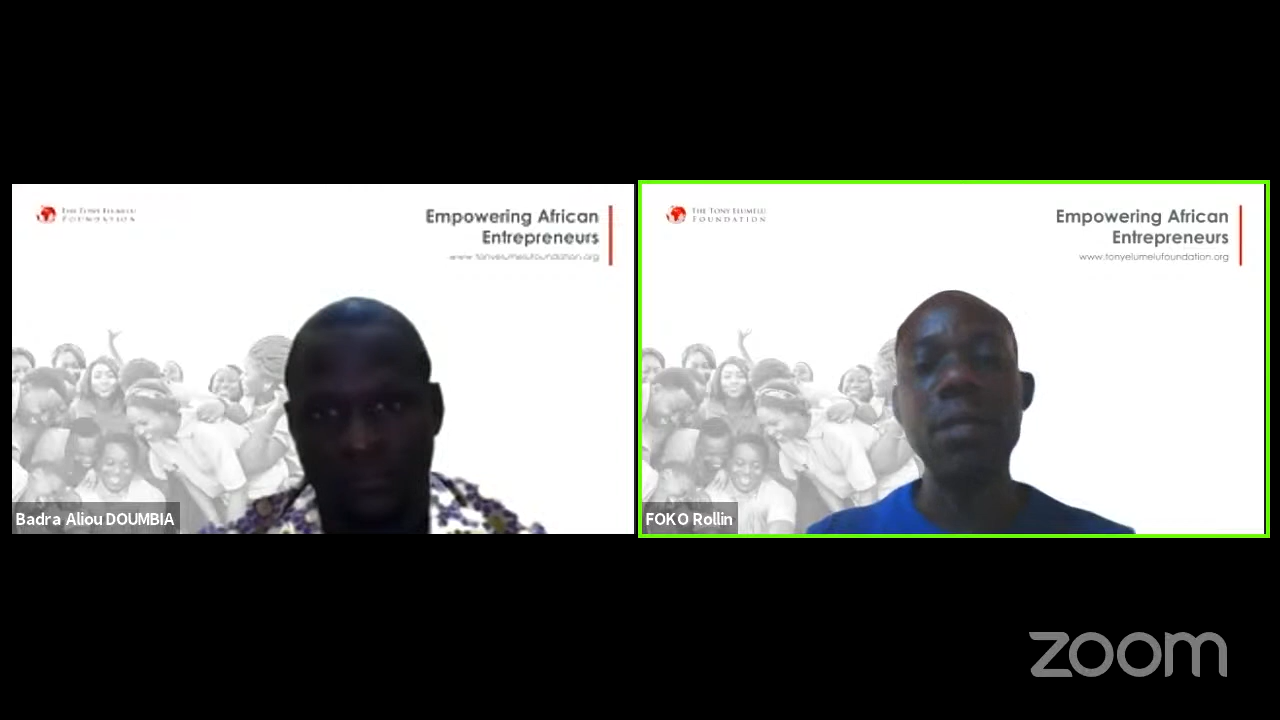 THE TONY ELUMELU
FOUNDATION
Empowering African
Entrepreneurs
www.tonyelumelufoundation.org
Badra Aliou DOUMBIA
THE TONY ELUMELU
FOUNDATION
Empowering African
Entrepreneurs
www.tonyelumelufoundation.org
FOKO Rollin
zoom